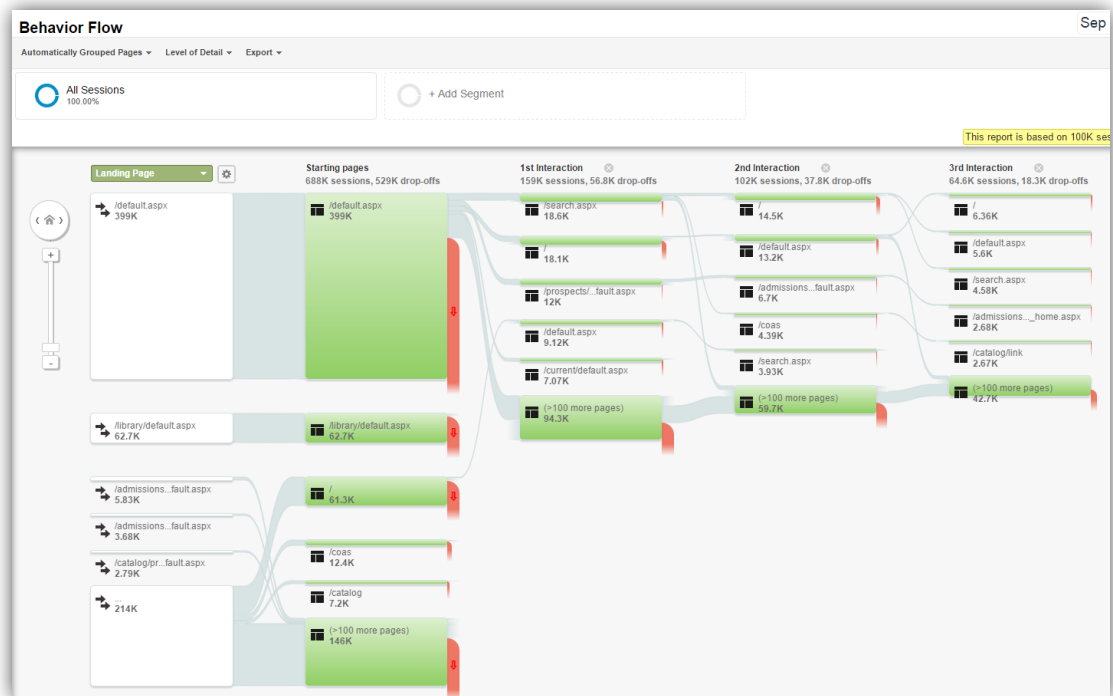 Behavior Flow
Sep
Automatically Grouped Pages Level of Detail Export
All Sessions
100.00%
+ Add Segment
This report is based on 100K ses
Landing Page
Starting pages
688K sessions, 529K drop-offs
1st Interaction
159K sessions, 56.8K drop-offs
2nd Interaction
102K sessions, 37.8K drop-offs
3rd Interaction
64.6K sessions, 18.3K drop-offs
/default.aspx
399K
/library/default.aspx
62.7K
/admissions...fault.aspx
5.83K
/admissions...fault.aspx
3.68K
/catalog/pr...fault.aspx
2.79K
...
214K
/default.aspx
399K
/library/default.aspx
62.7K
/
61.3K
/coas
12.4K
/catalog
7.2K
(>100 more pages)
146K
/search.aspx
18.6K
/
18.1K
/prospects/...fault.aspx
12K
/default.aspx
9.12K
/current/default.aspx
7.07K
(>100 more pages)
94.3K
/
14.5K
/default.aspx
13.2K
/admissions...fault.aspx
6.7K
/coas
4.39K
/search.aspx
3.93K
(>100 more pages)
59.7K
/
6.36K
/default.aspx
5.6K
/search.aspx
4.58K
/admissions..._home.aspx
2.68K
/catalog/link
2.67K
(>100 more pages)
42.7K